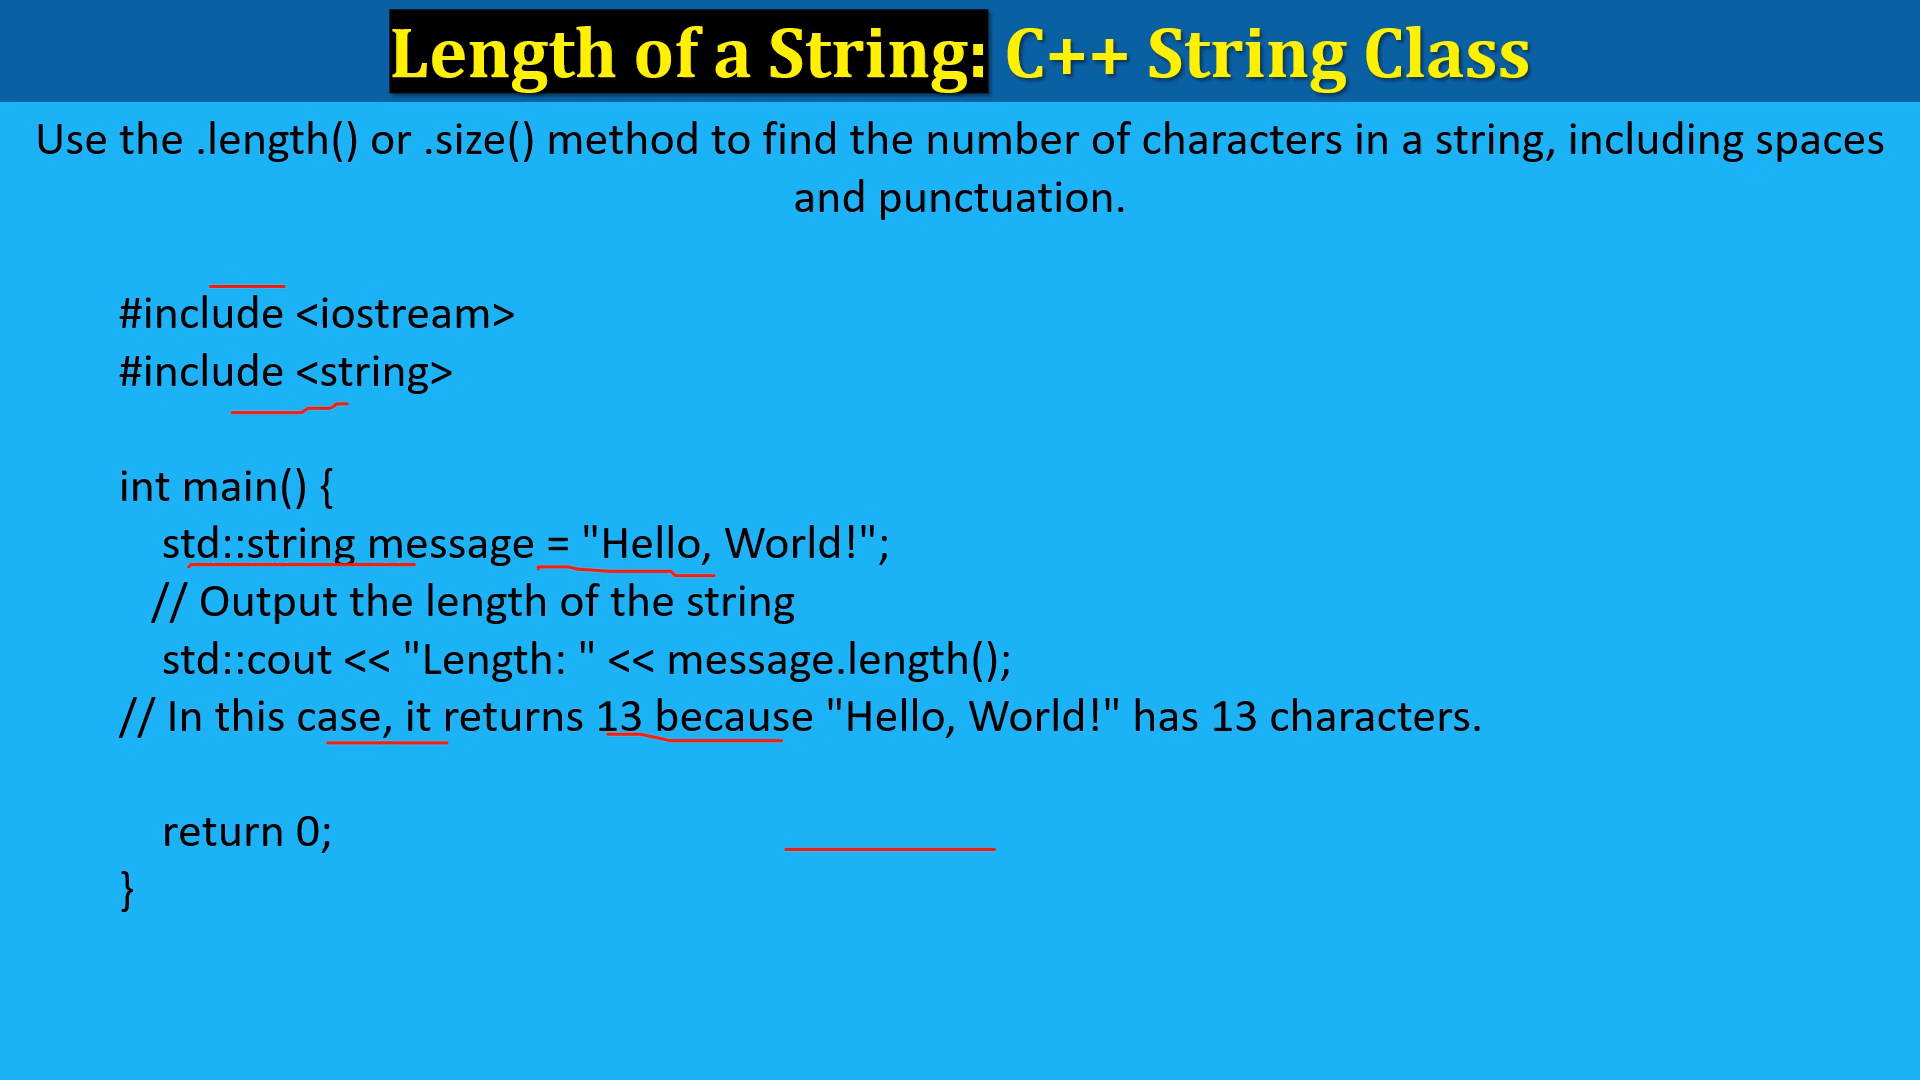 Length of a String: C++ String Class
Use the .length() or .size() method to find the number of characters in a string, including spaces
and punctuation.
#include <iostream>
#include <string>
int main() {
std::string message = "Hello, World!";
// Output the length of the string
std::cout << "Length: " << message.length();
// In this case, it returns 13 because "Hello, World!" has 13 characters.
return 0;
}